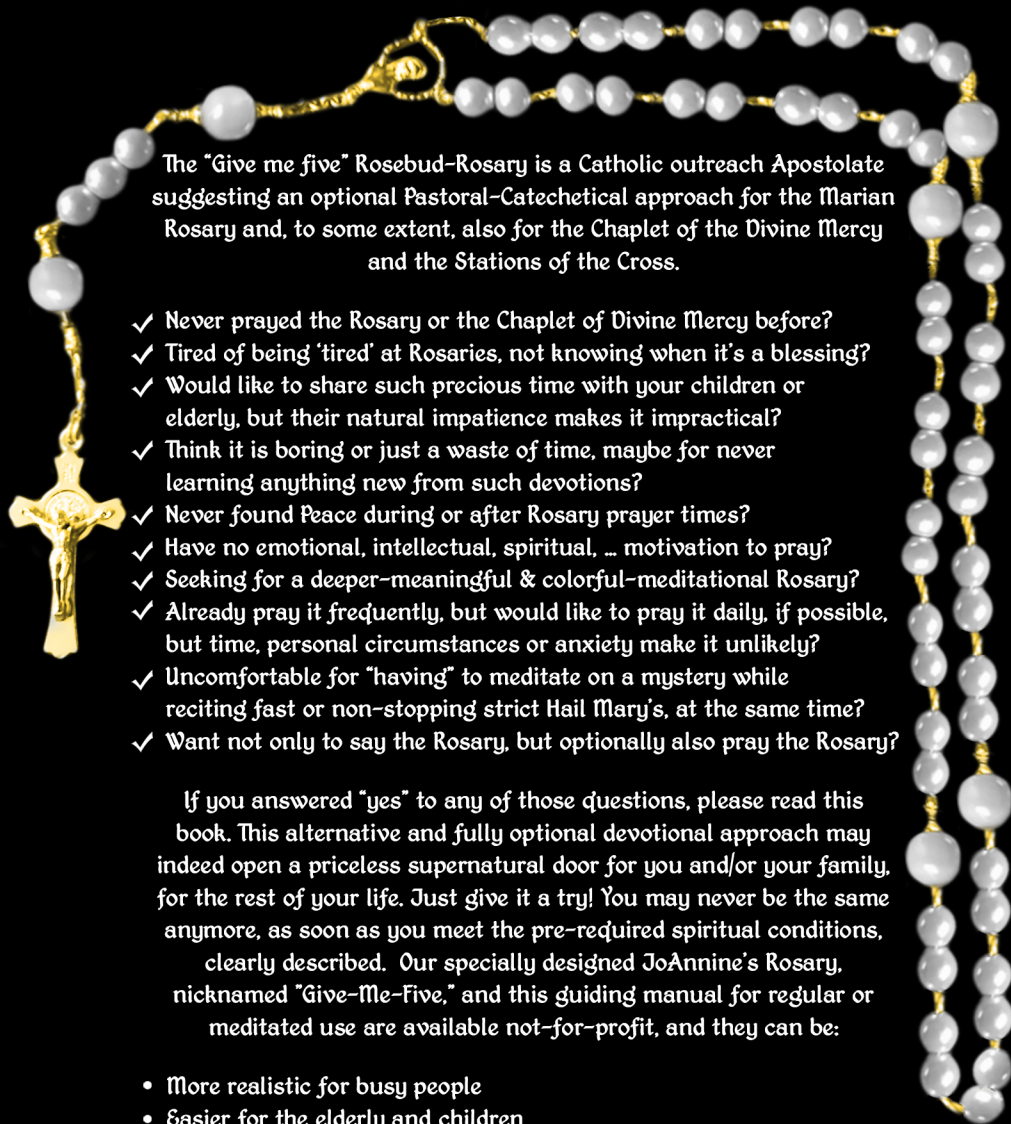 The “Give me five” Rosebud-Rosary is a Catholic outreach Apostolate
suggesting an optional Pastoral-Catechetical approach for the Marian
Rosary and, to some extent, also for the Chaplet of the Divine Mercy
and the Stations of the Cross.
Never prayed the Rosary or the Chaplet of Divine Mercy before?
Tired of being ‘tired’ at Rosaries, not knowing when it’s a blessing?
Would like to share such precious time with your children or
elderly, but their natural impatience makes it impractical?
Think it is boring or just a waste of time, maybe for never
learning anything new from such devotions?
Never found Peace during or after Rosary prayer times?
Have no emotional, intellectual, spiritual, ... motivation to pray?
Seeking for a deeper-meaningful & colorful-meditational Rosary?
Already pray it frequently, but would like to pray it daily, if possible,
but time, personal circumstances or anxiety make it unlikely?
Uncomfortable for “having” to meditate on a mystery while
reciting fast or non-stopping strict Hail Mary’s, at the same time?
Want not only to say the Rosary, but optionally also pray the Rosary?
If you answered “yes” to any of those questions, please read this
book. This alternative and fully optional devotional approach may
indeed open a priceless supernatural door for you and/or your family,
for the rest of your life. Just give it a try! You may never be the same
anymore, as soon as you meet the pre-required spiritual conditions,
clearly described.  Our specially designed JoAnnine’s Rosary,
nicknamed "Give-Me-Five," and this guiding manual for regular or
meditated use are available not-for-profit, and they can be:
• More realistic for busy people
• Easier for the elderly and children